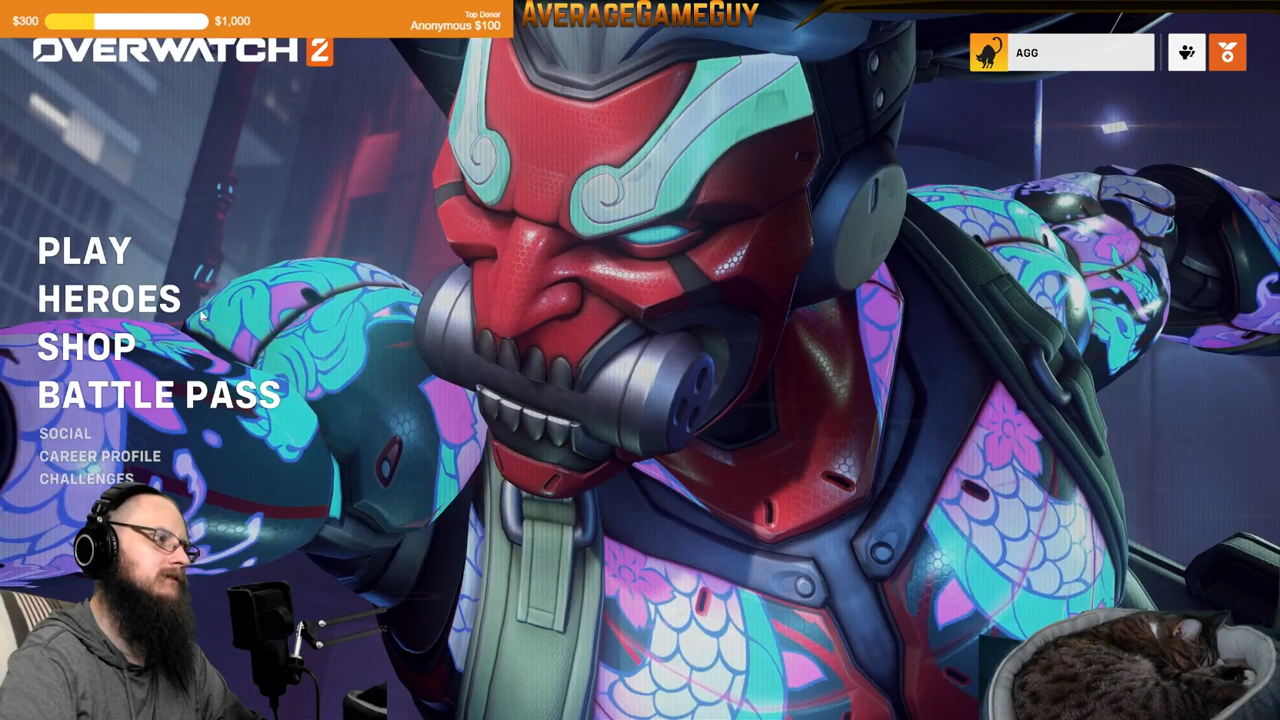 $300 $1,000
Top Donor
Anonymous $100
AVERAGEGAMEGUY
OVERWATCH 2
AGG
PLAY
HEROES
SHOP
BATTLE PASS
SOCIAL
CAREER PROFILE
CHALLENGES